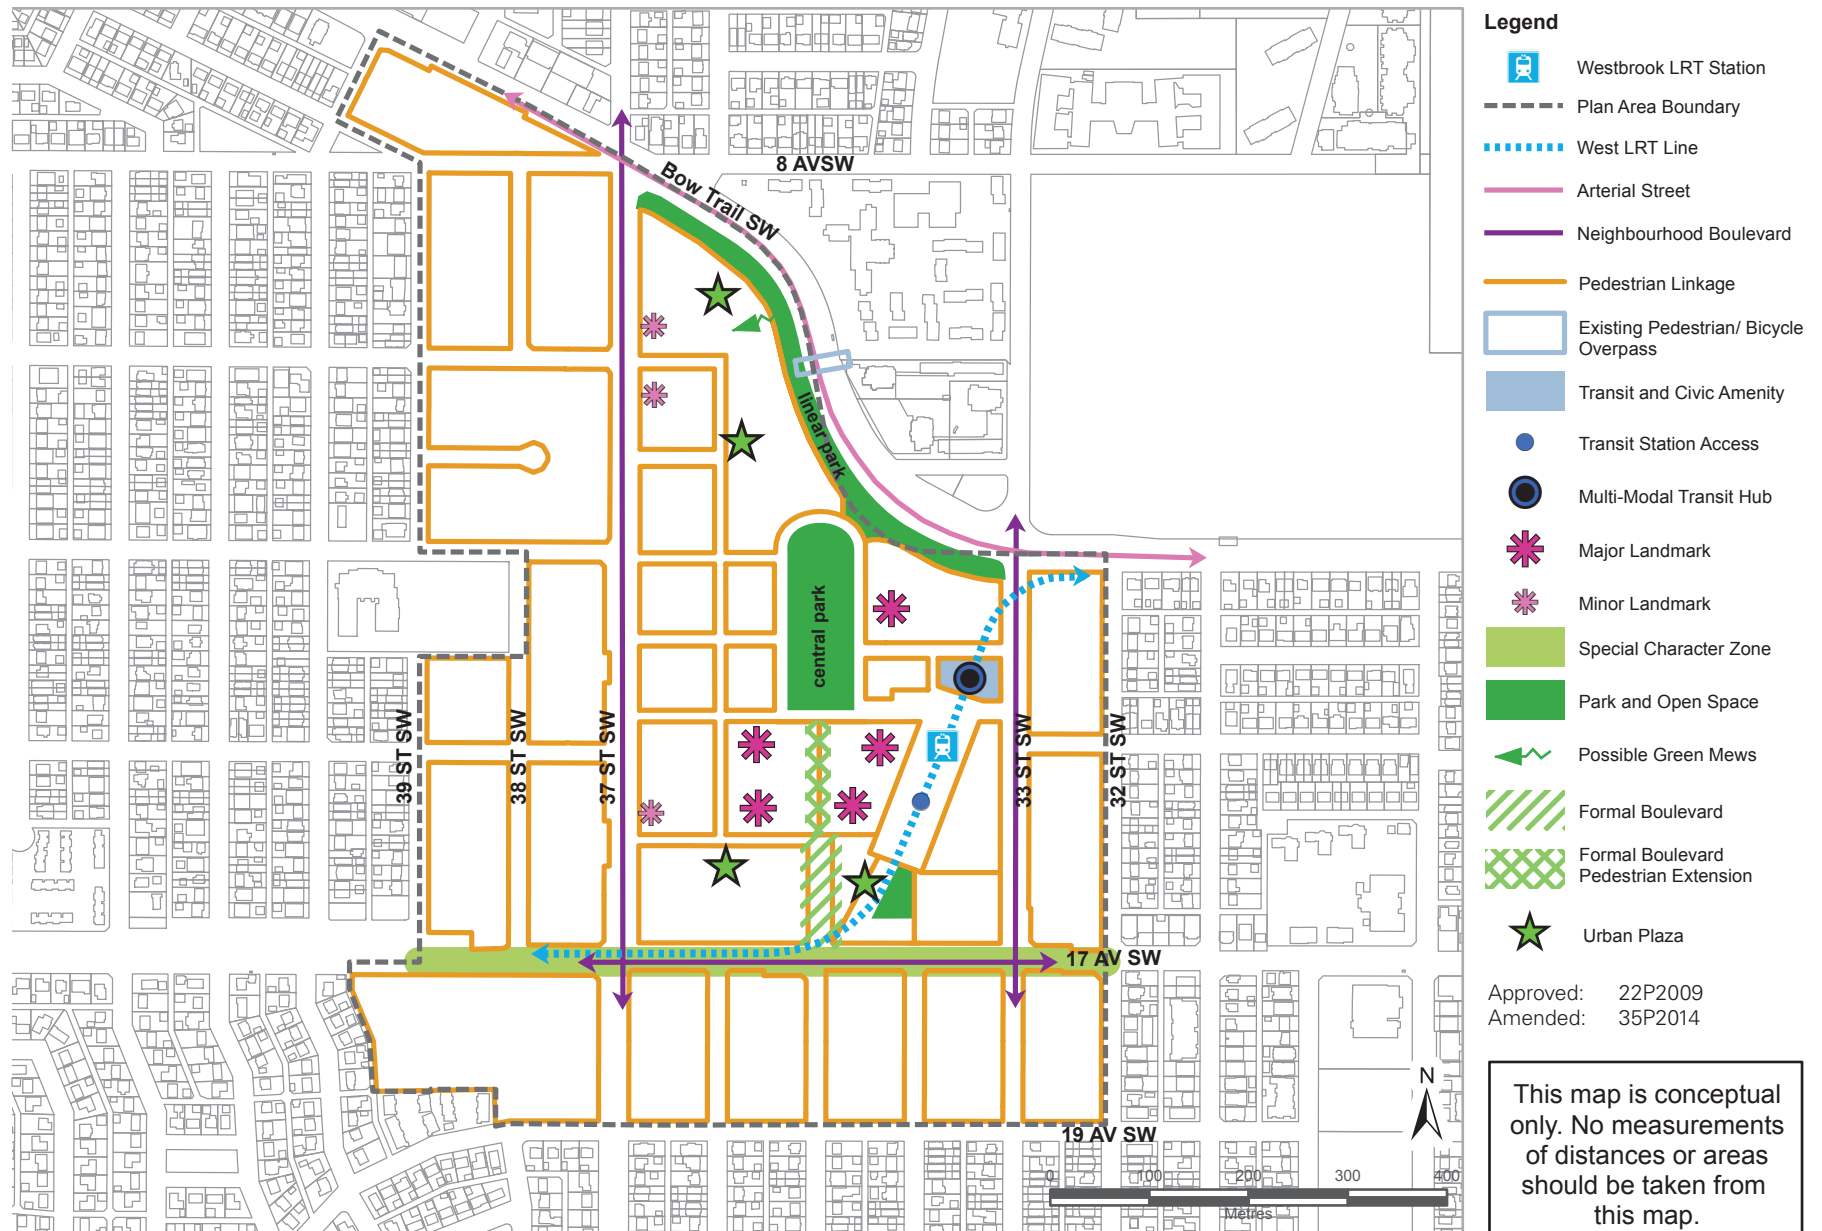 8 AVSW
Bow Trail SW
linear park
central park
39 ST SW
38 ST SW
37 ST SW
33 ST SW
32 ST SW
17 AV SW
19 AV SW
0 100 200 300 400
Metres
N
Legend
Westbrook LRT Station
Plan Area Boundary
West LRT Line
Arterial Street
Neighbourhood Boulevard
Pedestrian Linkage
Existing Pedestrian/ Bicycle
Overpass
Transit and Civic Amenity
Transit Station Access
Multi-Modal Transit Hub
Major Landmark
Minor Landmark
Special Character Zone
Park and Open Space
Possible Green Mews
Formal Boulevard
Formal Boulevard
Pedestrian Extension
Urban Plaza
Approved: 22P2009
Amended: 35P2014
This map is conceptual
only. No measurements
of distances or areas
should be taken from
this map.